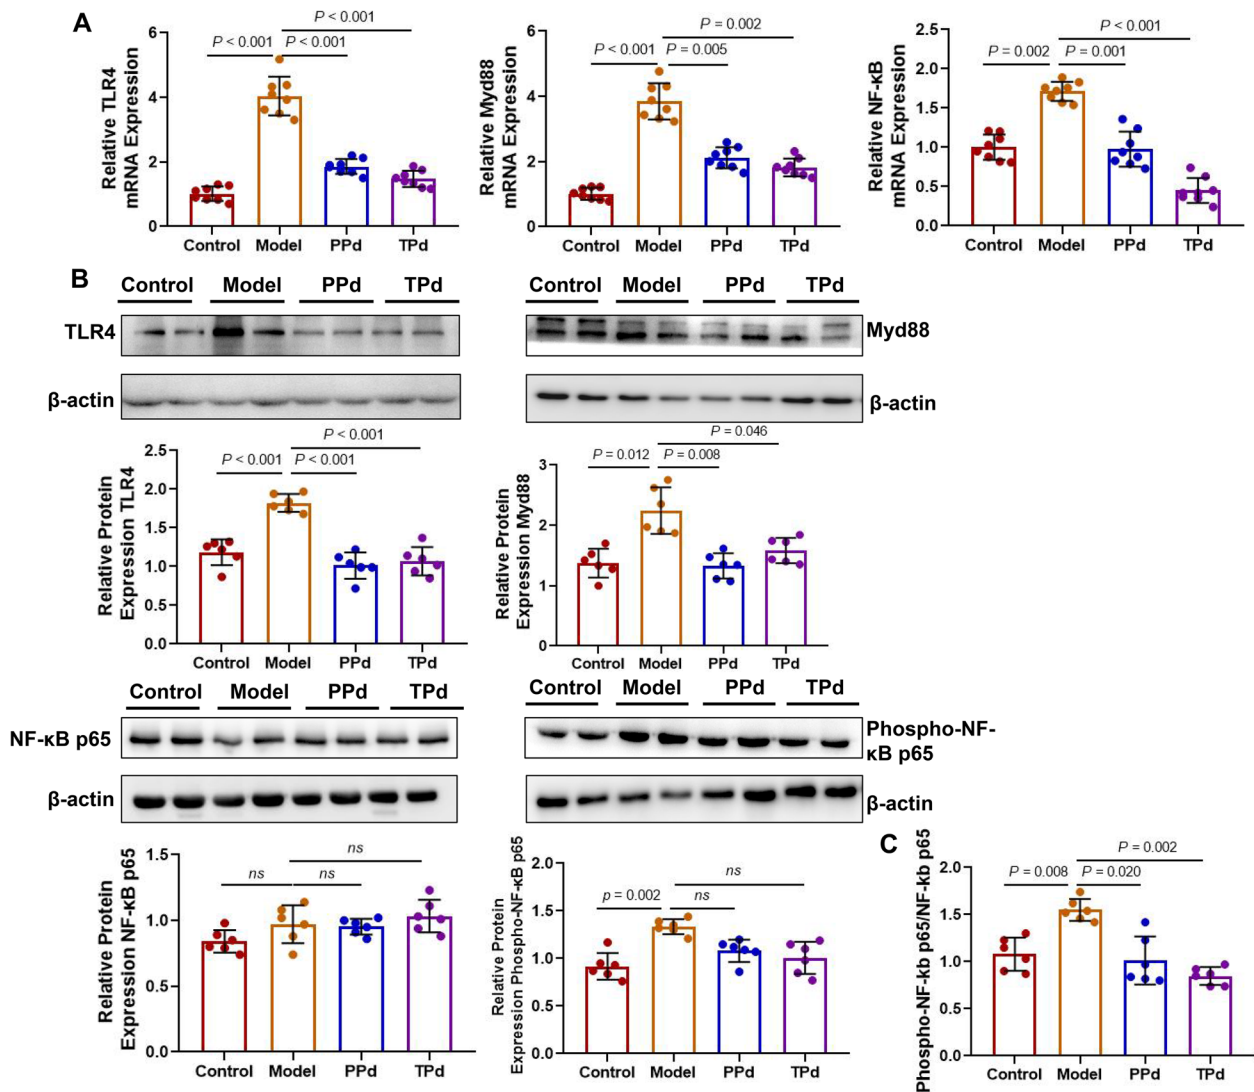 A
Relative TLR4
mRNA Expression
6
4
2
0
P < 0.001
P < 0.001
P < 0.001
Control Model PPd TPd
Relative Myd88
mRNA Expression
6
4
2
0
P = 0.002
P < 0.001
P = 0.005
Control Model PPd TPd
Relative NF-κB
mRNA Expression
2.5
2.0
1.5
1.0
0.5
0.0
P < 0.001
P = 0.002
P = 0.001
Control Model PPd TPd
B
Control Model PPd TPd
TLR4
β-actin
Control Model PPd TPd
Myd88
β-actin
Relative Protein
Expression TLR4
2.5
2.0
1.5
1.0
0.5
0.0
P < 0.001
P < 0.001
P < 0.001
Control Model PPd TPd
Relative Protein
Expression Myd88
3
2
1
0
P = 0.046
P = 0.012
P = 0.008
Control Model PPd TPd
Control Model PPd TPd
NF-κB p65
β-actin
Control Model PPd TPd
Phospho-NF-
κB p65
β-actin
Relative Protein
Expression NF-κB p65
1.5
1.0
0.5
0.0
ns
ns
ns
Control Model PPd TPd
Relative Protein
Expression Phospho-NF-κB p65
2.0
1.5
1.0
0.5
0.0
ns
p = 0.002
ns
Control Model PPd TPd
C
Phospho-NF-kb p65/NF-kb p65
2.0
1.5
1.0
0.5
0.0
P = 0.002
P = 0.008
P = 0.020
Control Model PPd TPd